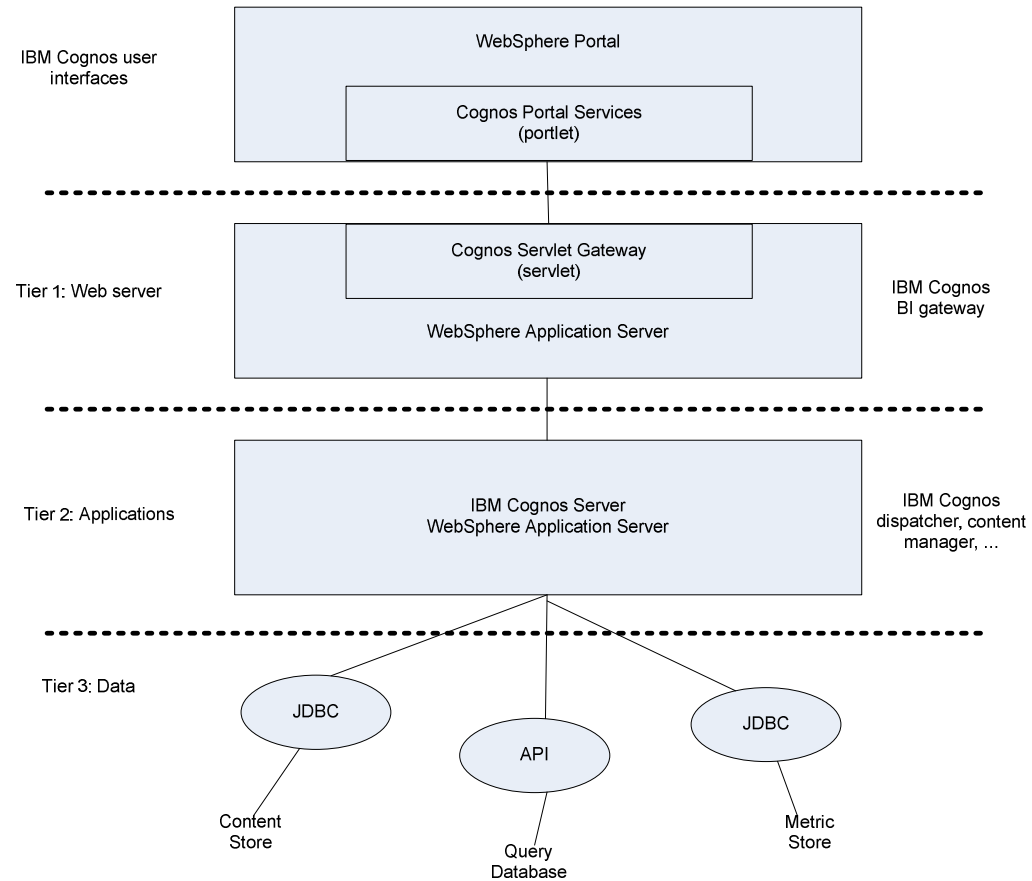 WebSphere Portal
IBM Cognos user
interfaces
Cognos Portal Services
(portlet)
Cognos Servlet Gateway
(servlet)
Tier 1: Web server
IBM Cognos
BI gateway
WebSphere Application Server
IBM Cognos Server
WebSphere Application Server
Tier 2: Applications
IBM Cognos
dispatcher, content
manager, ...
Tier 3: Data
JDBC
API
JDBC
Content
Store
Query
Database
Metric
Store